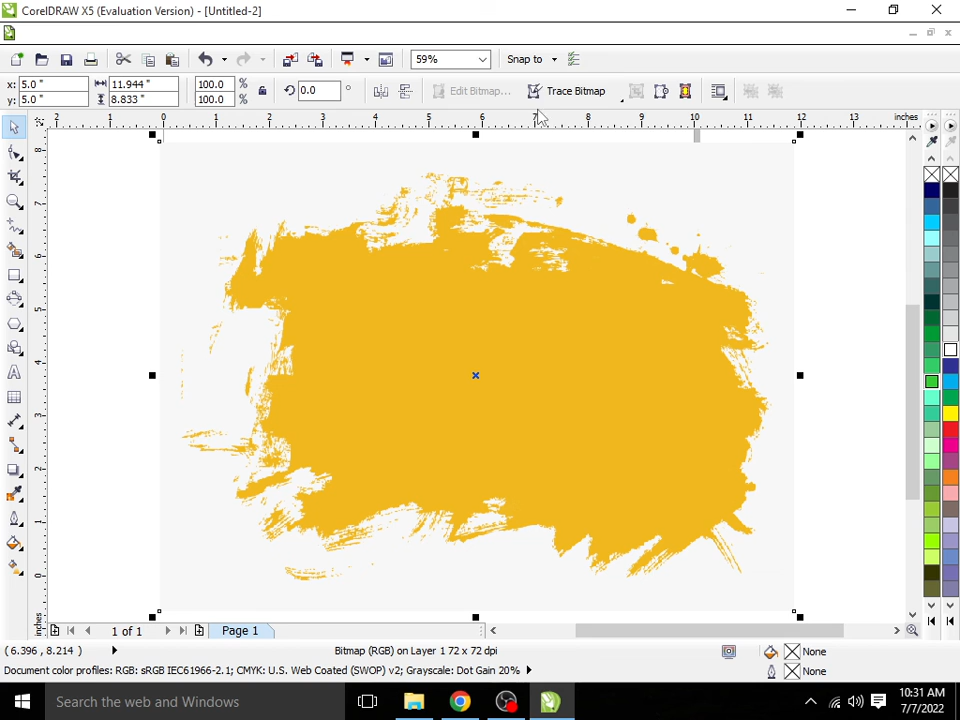 CorelDRAW X5 (Evaluation Version) - [Untitled-2]
59% Snap to
x: 5.0 " 11.944 " 100.0 % 0.0 ° Edit Bitmap... Trace Bitmap
y: 5.0 " 8.833 " 100.0 %
2 1 0 1 2 3 4 5 6 7 8 9 10 11 12 13 inches
8
7
6
5
4
3
2
1
0
inches
1 of 1 Page 1
( 6.396 , 8.214 ) Bitmap (RGB) on Layer 1 72 x 72 dpi None
Document color profiles: RGB: sRGB IEC61966-2.1; CMYK: U.S. Web Coated (SWOP) v2; Grayscale: Dot Gain 20% None
Search the web and Windows
10:31 AM
7/7/2022